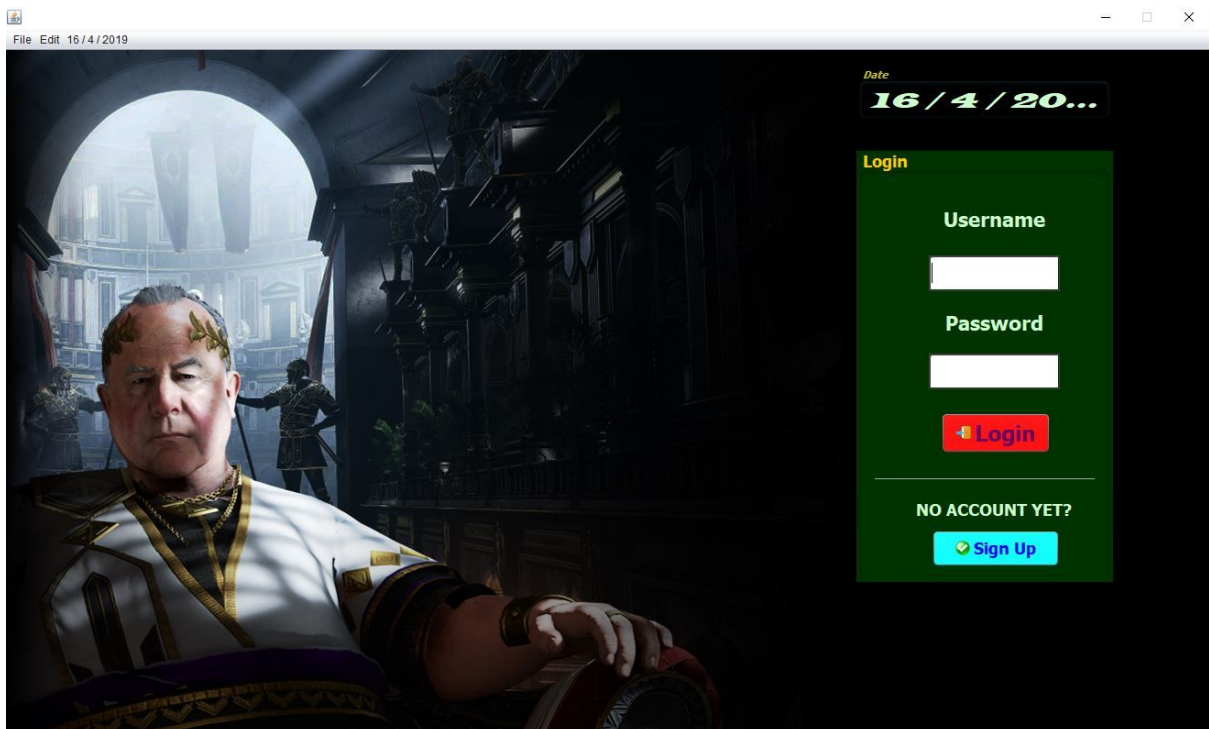 File Edit 16 / 4 / 2019
Date
16 / 4 / 20...
Login
Username
Password
Login
NO ACCOUNT YET?
Sign Up